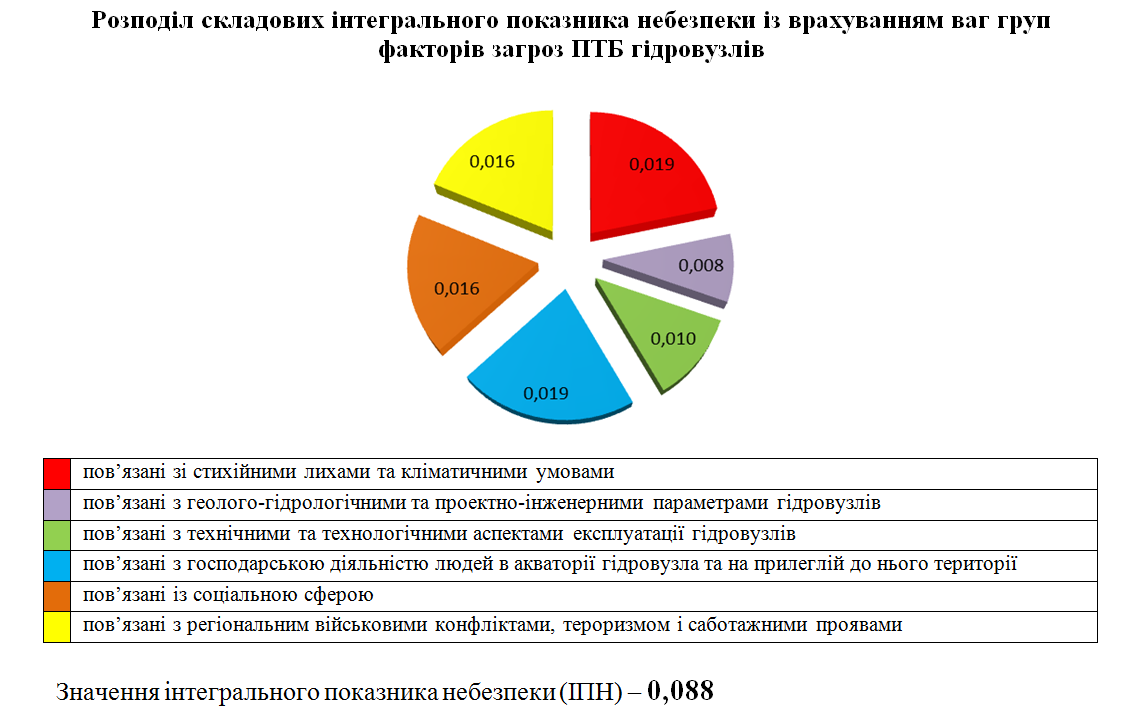 Розподіл складових інтегрального показника небезпеки із врахуванням ваг груп
факторів загроз ПТБ гідровузлів
0,016
0,019
0,008
0,016
0,010
0,019
пов’язані зі стихійними лихами та кліматичними умовами
пов’язані з геолого-гідрологічними та проектно-інженерними параметрами гідровузлів
пов’язані з технічними та технологічними аспектами експлуатації гідровузлів
пов’язані з господарською діяльністю людей в акваторії гідровузла та на прилеглій до нього території
пов’язані із соціальною сферою
пов’язані з регіональним військовими конфліктами, тероризмом і саботажними проявами
Значення інтегрального показника небезпеки (ІПН) – 0,088